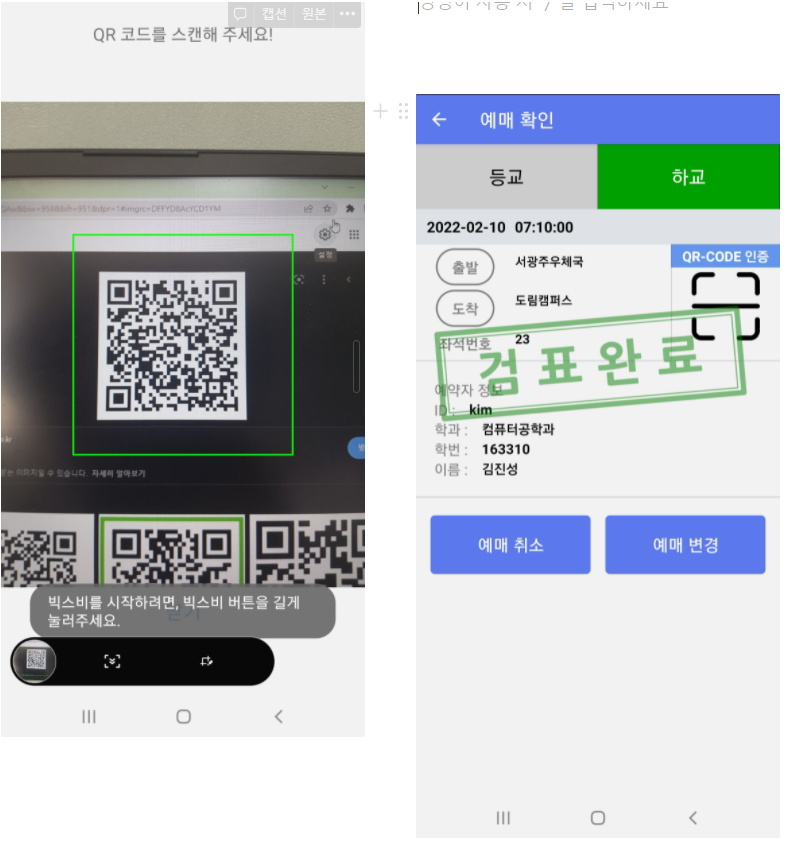 캡션 원본
QR 코드를 스캔해 주세요!
설정
자세히 알아보기
빅스비를 시작하려면, 빅스비 버튼을 길게
눌러주세요.
예매 확인
등교 하교
2022-02-10 07:10:00
출발 서광주우체국
QR-CODE 인증
도착 도림캠퍼스
좌석번호 23
검표완료
예약자 정보
ID : kim
학과 : 컴퓨터공학과
학번 : 163310
이름 : 김진성
예매 취소 예매 변경